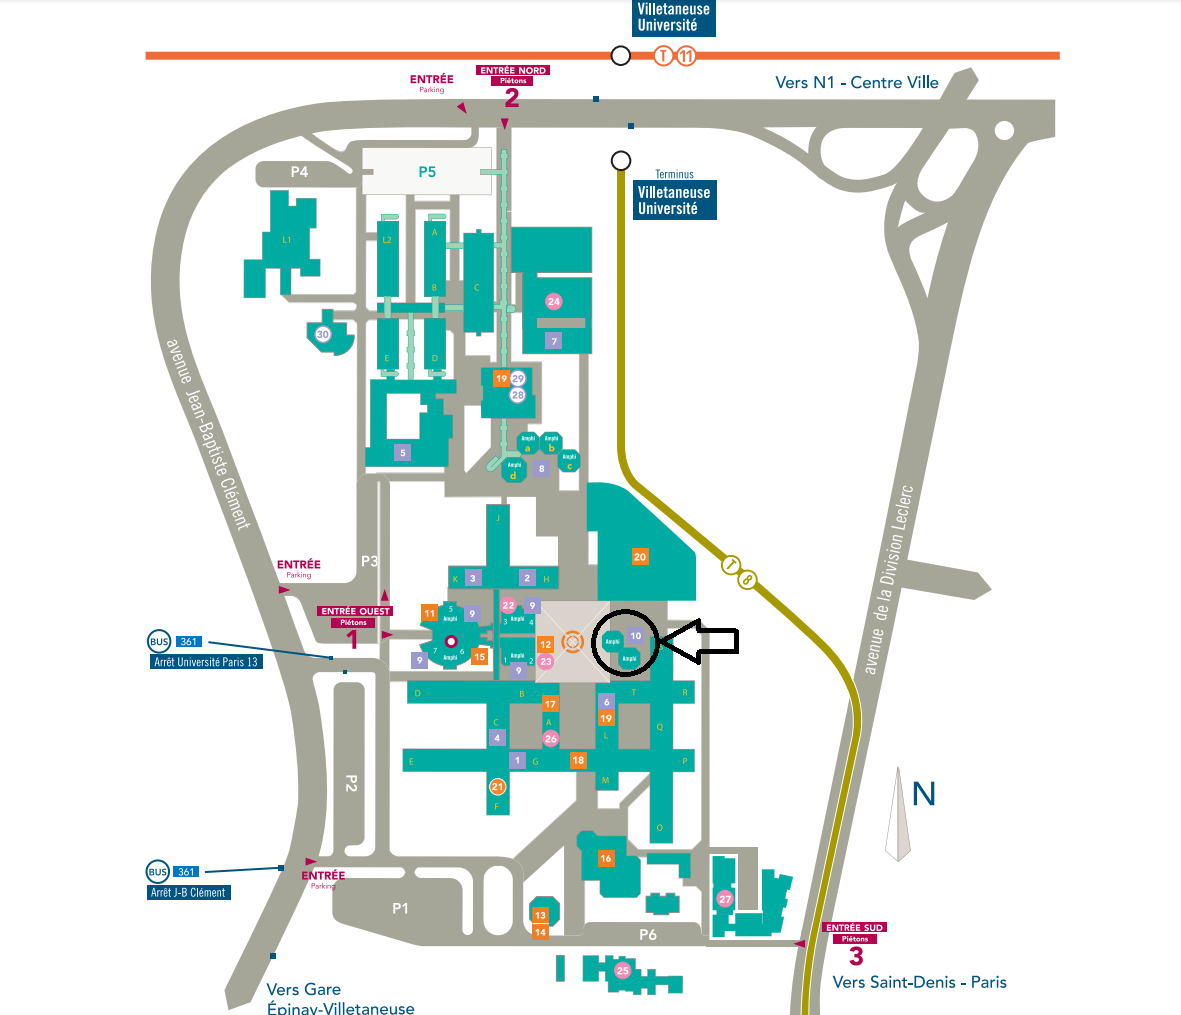 Villetaneuse
Université
T 11
ENTRÉE
Parking
ENTRÉE NORD
Piétons
2
Vers N1 - Centre Ville
Terminus
Villetaneuse
Université
P4
P5
L1
L2
A
B
C
24
7
30
E
D
19
29
28
5
Amphi
a
Amphi
b
Amphi
c
Amphi
d
8
avenue Jean-Baptiste Clément
avenue de la Division Leclerc
J
20
T
8
P3
K
3
2
H
ENTRÉE
Parking
ENTRÉE OUEST
Piétons
1
11
5
Amphi
9
22
9
3
Amphi
4
12
23
Amphi
10
Amphi
BUS
361
Arrêt Université Paris 13
9
7
Amphi
6
15
1
Amphi
2
9
D
B
17
6
T
R
C
A
19
Q
4
26
L
E
1
G
18
P
P2
21
M
F
O
N
16
BUS
361
Arrêt J-B Clément
ENTRÉE
Parking
P1
13
14
27
P6
ENTRÉE SUD
Piétons
3
25
Vers Saint-Denis - Paris
Vers Gare
Épinay-Villetaneuse